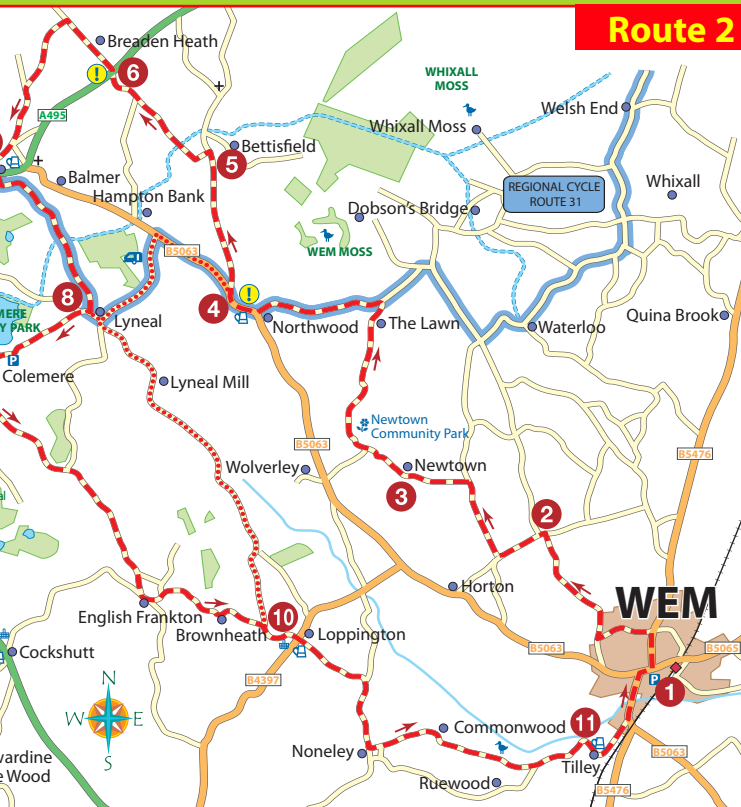 Route 2
Breaden Heath
!
6
A495
WHIXALL
MOSS
Welsh End
Whixall Moss
Bettisfield
5
Balmer
Hampton Bank
REGIONAL CYCLE
ROUTE 31
Whixall
Dobson's Bridge
WEM MOSS
B5063
8
4
!
Lyneal
Northwood
The Lawn
Waterloo
Quina Brook
MERE
Y PARK
P
Colemere
Lyneal Mill
Newtown
Community Park
B5063
B5476
Wolverley
Newtown
3
2
Horton
WEM
English Frankton
Brownheath
10
Loppington
B5063
B5065
Cockshutt
B4397
P
1
N
W
E
S
Commonwood
11
wardine
e Wood
Noneley
Tilley
B5063
Ruewood
B5476